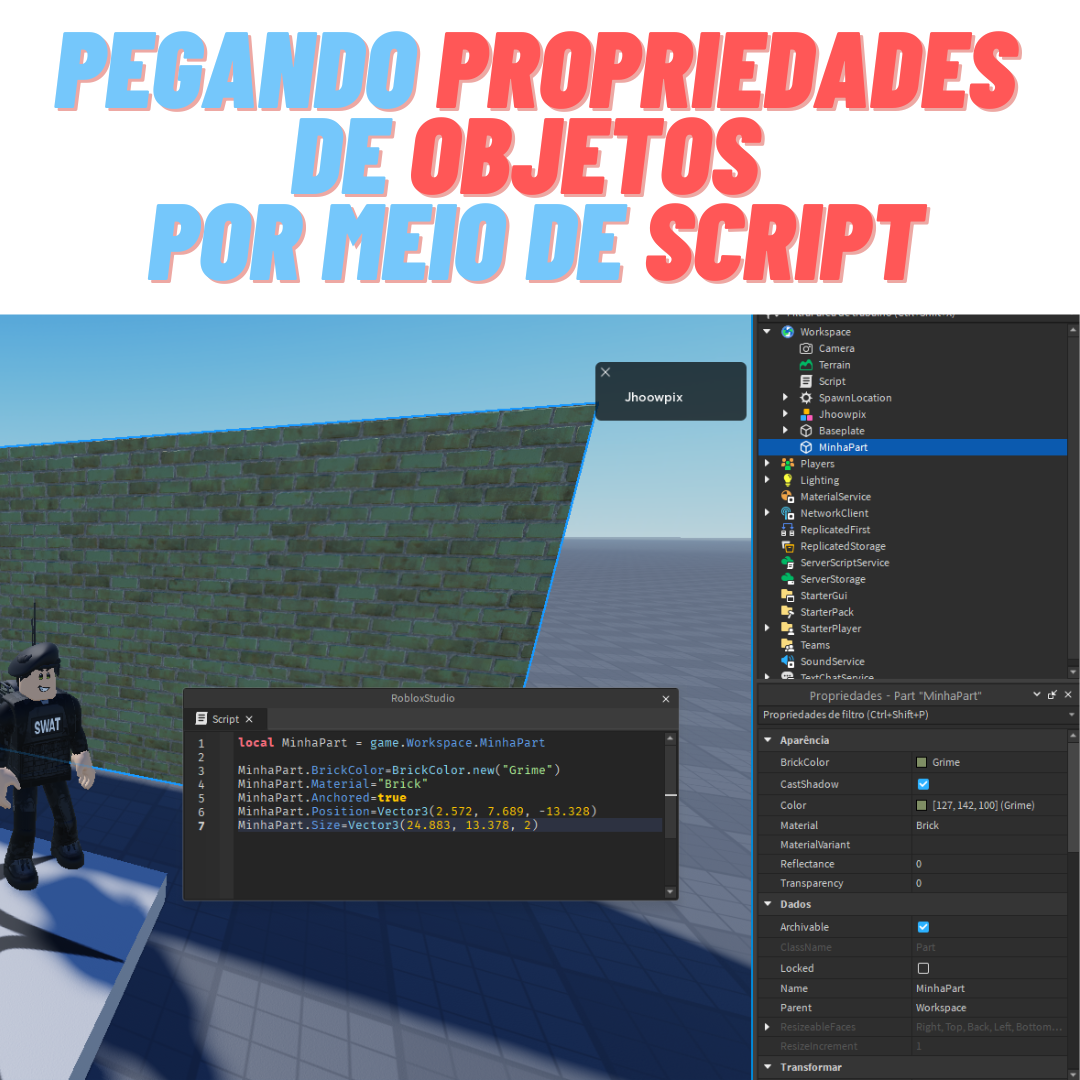 PEGANDO PROPRIEDADES
DE OBJETOS
POR MEIO DE SCRIPT
Workspace
Camera
Terrain
Script
SpawnLocation
Jhoowpix
Baseplate
MinhaPart
Players
Lighting
MaterialService
NetworkClient
ReplicatedFirst
ReplicatedStorage
ServerScriptService
ServerStorage
StarterGui
StarterPack
StarterPlayer
Teams
SoundService
TextChatService
Jhoowpix
SWAT
RobloxStudio
Script
1 local MinhaPart = game.Workspace.MinhaPart
2
3 MinhaPart.BrickColor=BrickColor.new("Grime")
4 MinhaPart.Material="Brick"
5 MinhaPart.Anchored=true
6 MinhaPart.Position=Vector3(2.572, 7.689, -13.328)
7 MinhaPart.Size=Vector3(24.883, 13.378, 2)
Propriedades - Part "MinhaPart"
Propriedades de filtro (Ctrl+Shift+P)
Aparência
BrickColor Grime
CastShadow
Color [127, 142, 100] (Grime)
Material Brick
MaterialVariant
Reflectance 0
Transparency 0
Dados
Archivable
ClassName Part
Locked
Name MinhaPart
Parent Workspace
ResizeableFaces Right, Top, Back, Left, Bottom...
ResizeIncrement 1
Transformar